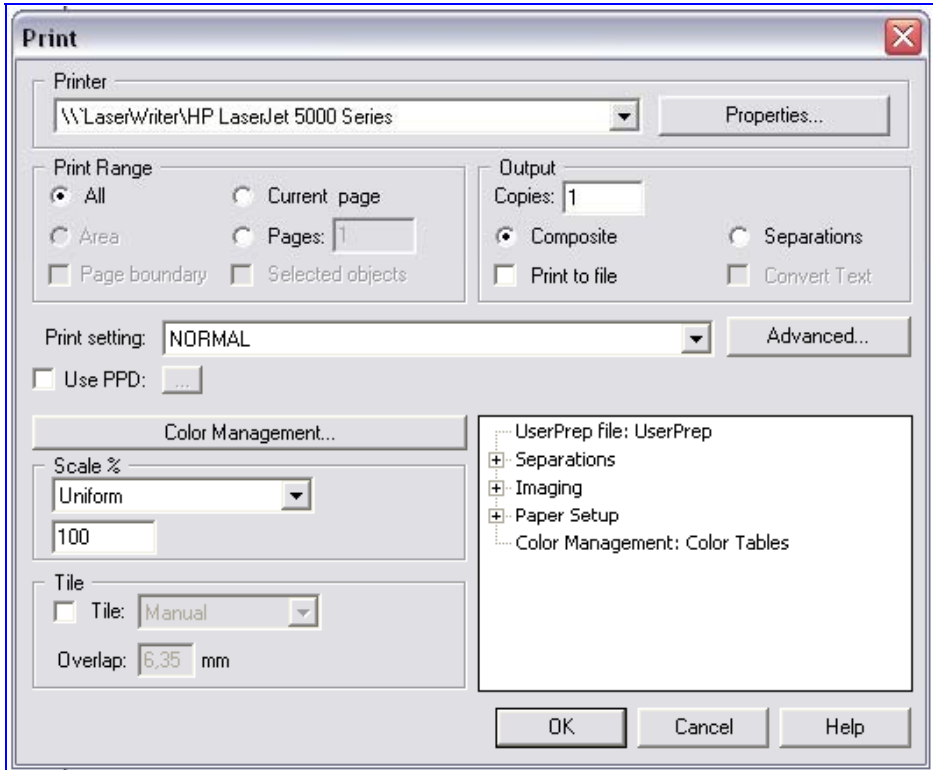 Print
Printer
\\`LaserWriter\HP LaserJet 5000 Series
Properties...
Print Range
All
Current page
Area
Pages: 1
Page boundary
Selected objects
Output
Copies: 1
Composite
Separations
Print to file
Convert Text
Print setting: NORMAL
Advanced...
Use PPD: ...
Color Management...
Scale %
Uniform
100
Tile
Tile: Manual
Overlap: 6,35 mm
UserPrep file: UserPrep
Separations
Imaging
Paper Setup
Color Management: Color Tables
OK
Cancel
Help